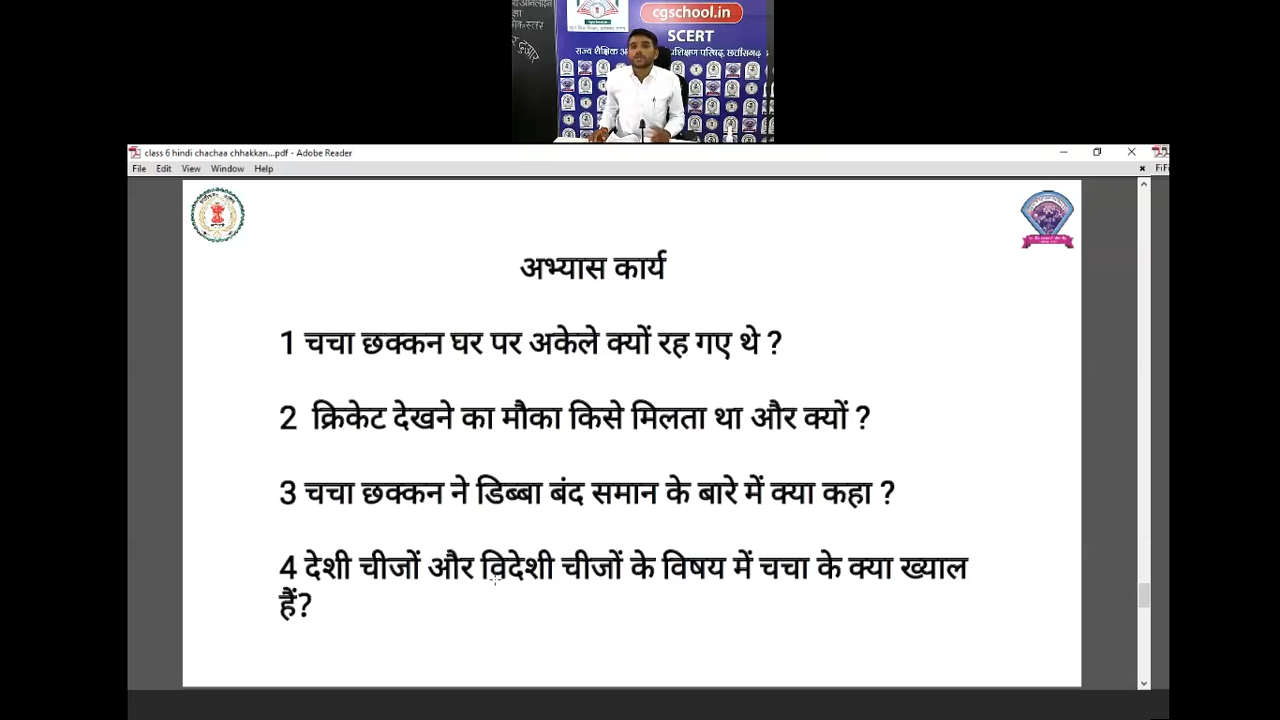 cgschool.in
SCERT
class 6 hindi chachaa chhakkan...pdf - Adobe Reader
File Edit View Window Help
अभ्यास कार्य
1 चचा छक्कन घर पर अकेले क्यों रह गए थे ?
2 क्रिकेट देखने का मौका किसे मिलता था और क्यों ?
3 चचा छक्कन ने डिब्बा बंद समान के बारे में क्या कहा ?
4 देशी चीजों और विदेशी चीजों के विषय में चचा के क्या ख्याल
हैं?